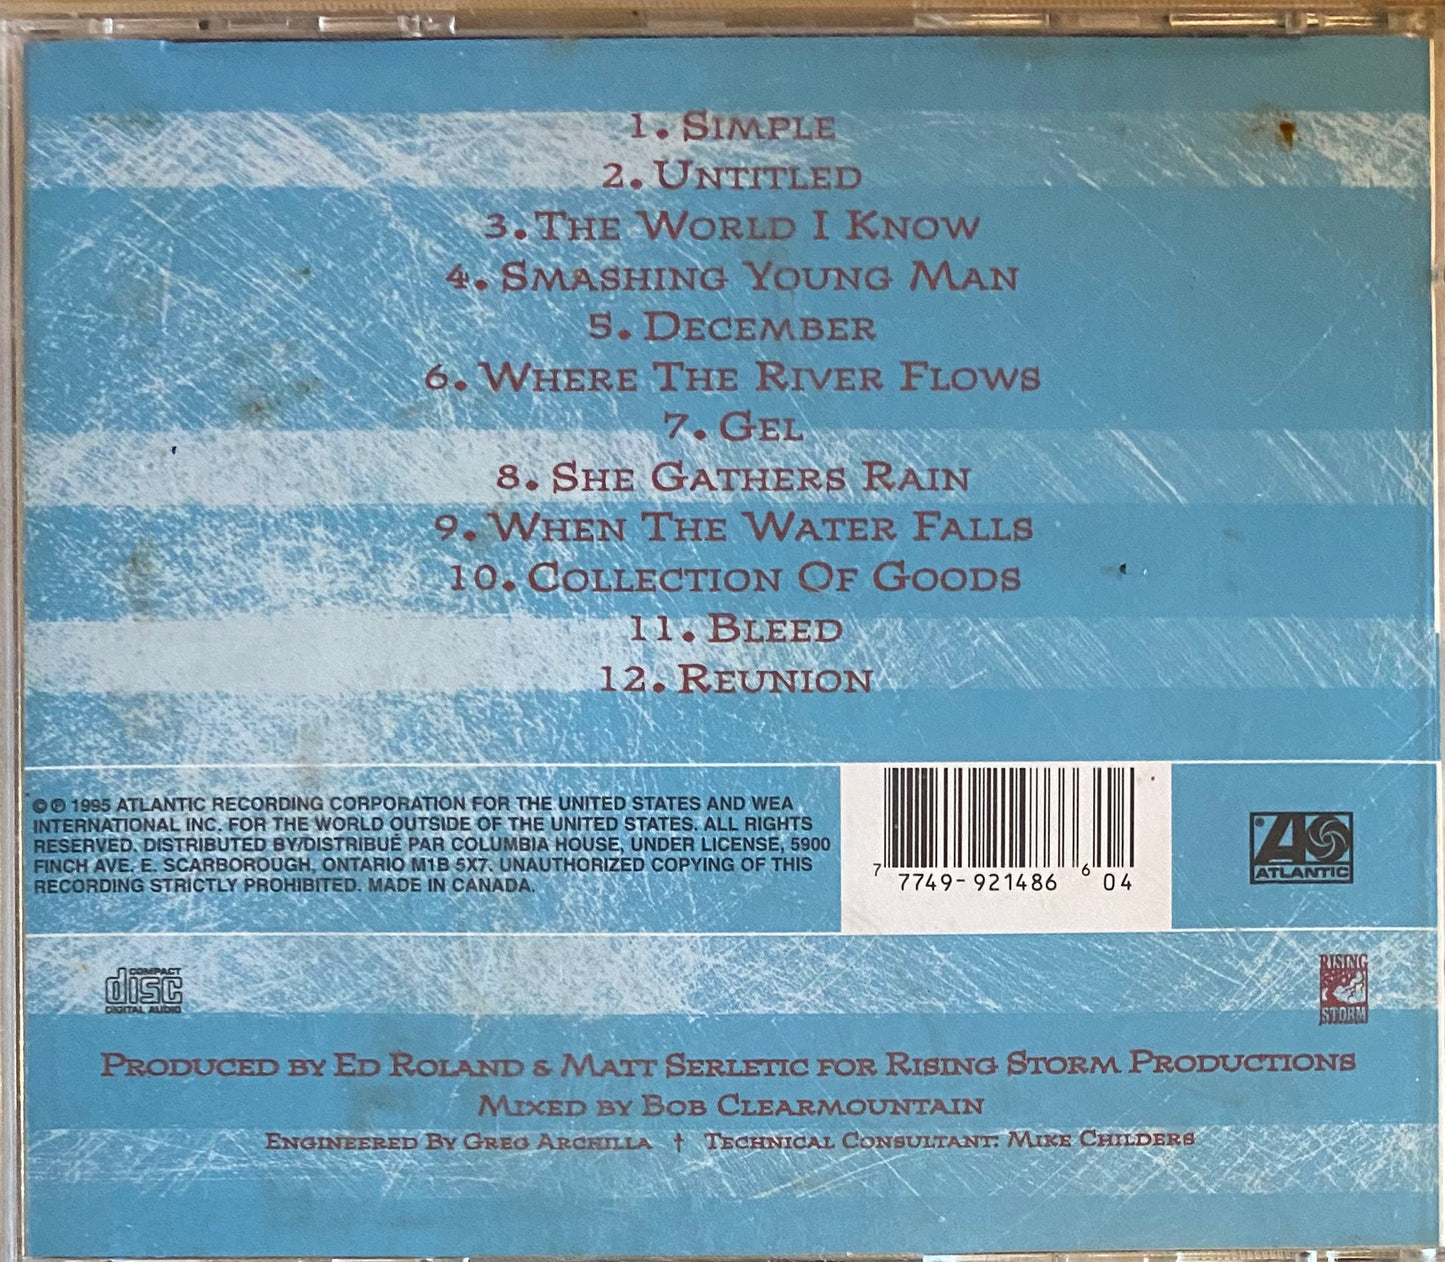 1. SIMPLE
2. UNTITLED
3. THE WORLD I KNOW
4. SMASHING YOUNG MAN
5. DECEMBER
6. WHERE THE RIVER FLOWS
7. GEL
8. SHE GATHERS RAIN
9. WHEN THE WATER FALLS
10. COLLECTION OF GOODS
11. BLEED
12. REUNION
©℗ 1995 ATLANTIC RECORDING CORPORATION FOR THE UNITED STATES AND WEA
INTERNATIONAL INC. FOR THE WORLD OUTSIDE OF THE UNITED STATES. ALL RIGHTS
RESERVED. DISTRIBUTED BY/DISTRIBUÉ PAR COLUMBIA HOUSE, UNDER LICENSE, 5900
FINCH AVE. E. SCARBOROUGH, ONTARIO M1B 5X7. UNAUTHORIZED COPYING OF THIS
RECORDING STRICTLY PROHIBITED. MADE IN CANADA.
7 7749-921486 6 04
ATLANTIC
COMPACT
disc
DIGITAL AUDIO
RISING
STORM
PRODUCED BY ED ROLAND & MATT SERLETIC FOR RISING STORM PRODUCTIONS
MIXED BY BOB CLEARMOUNTAIN
ENGINEERED BY GREG ARCHILLA † TECHNICAL CONSULTANT: MIKE CHILDERS